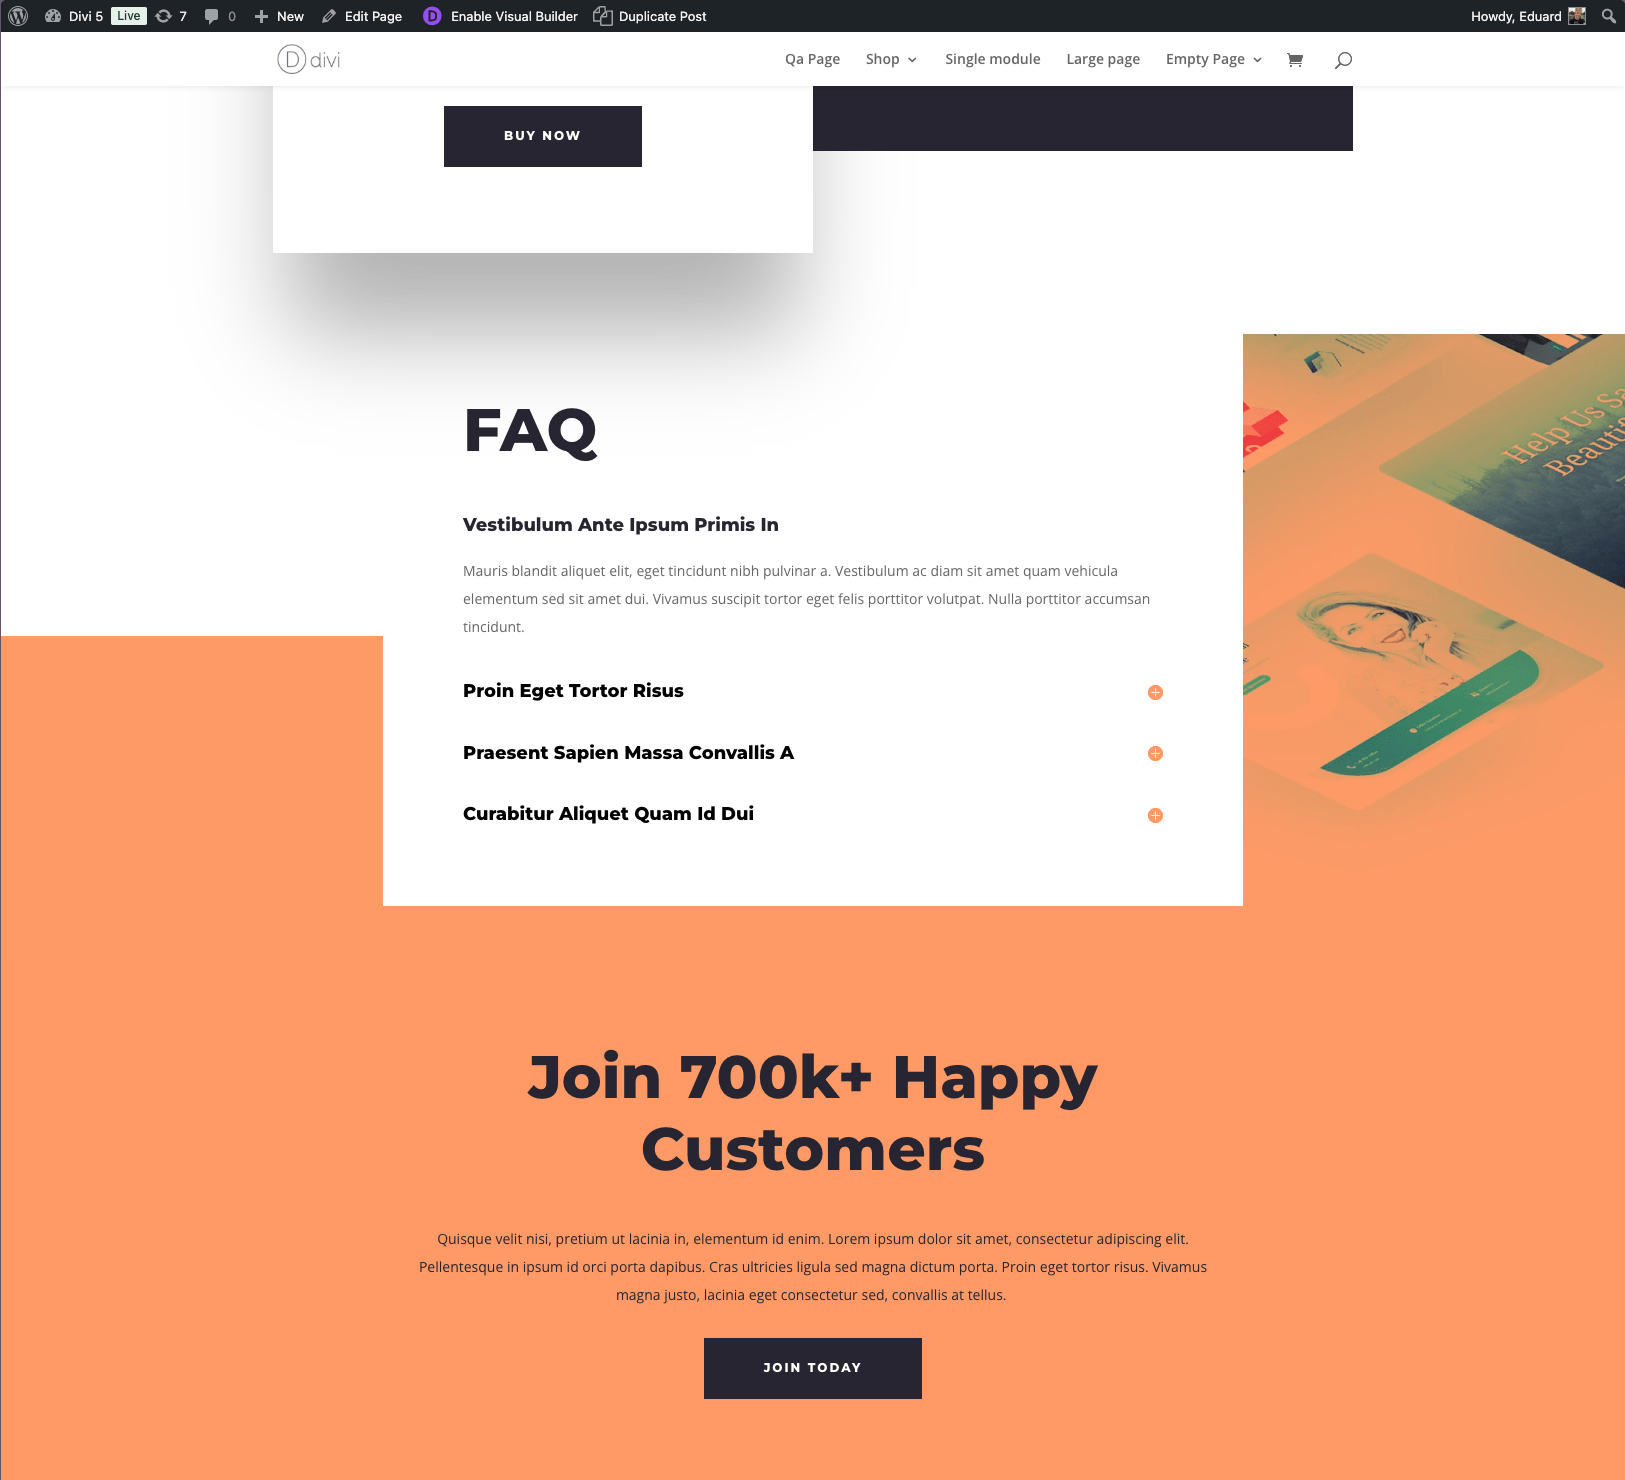 Divi 5 Live 7 0 New Edit Page Enable Visual Builder Duplicate Post Howdy, Eduard
divi Qa Page Shop Single module Large page Empty Page
BUY NOW
Help Us Sa
Beautif
FAQ
Vestibulum Ante Ipsum Primis In
Mauris blandit aliquet elit, eget tincidunt nibh pulvinar a. Vestibulum ac diam sit amet quam vehicula
elementum sed sit amet dui. Vivamus suscipit tortor eget felis porttitor volutpat. Nulla porttitor accumsan
tincidunt.
Proin Eget Tortor Risus
Praesent Sapien Massa Convallis A
Curabitur Aliquet Quam Id Dui
Join 700k+ Happy
Customers
Quisque velit nisi, pretium ut lacinia in, elementum id enim. Lorem ipsum dolor sit amet, consectetur adipiscing elit.
Pellentesque in ipsum id orci porta dapibus. Cras ultricies ligula sed magna dictum porta. Proin eget tortor risus. Vivamus
magna justo, lacinia eget consectetur sed, convallis at tellus.
JOIN TODAY